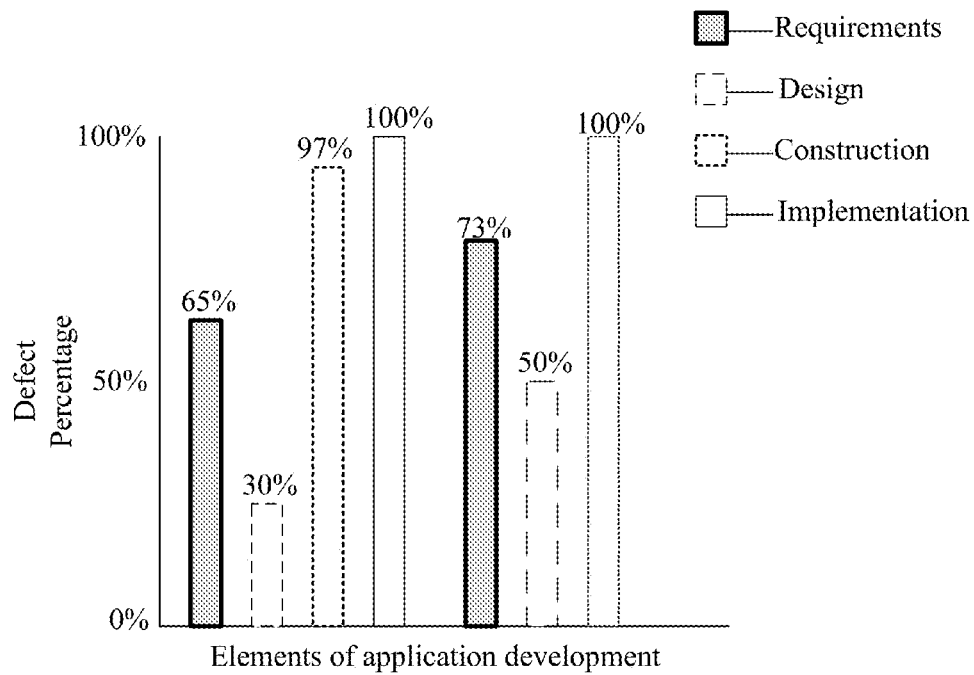 Requirements
Design
Construction
Implementation
100%
50%
0%
Defect
Percentage
65%
30%
97%
100%
73%
50%
100%
Elements of application development